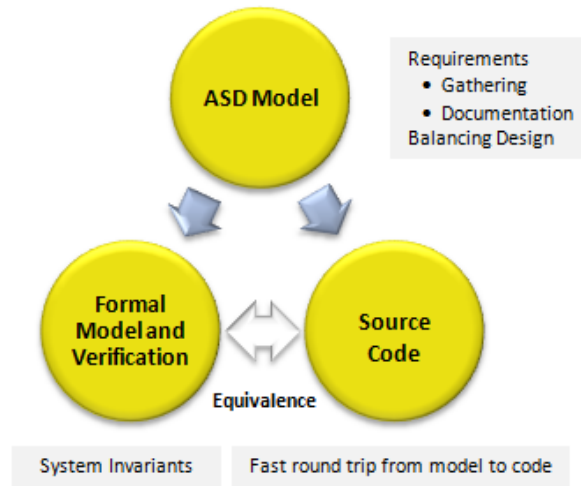 ASD Model
Requirements
• Gathering
• Documentation
Balancing Design
Formal
Model and
Verification
Source
Code
Equivalence
System Invariants
Fast round trip from model to code